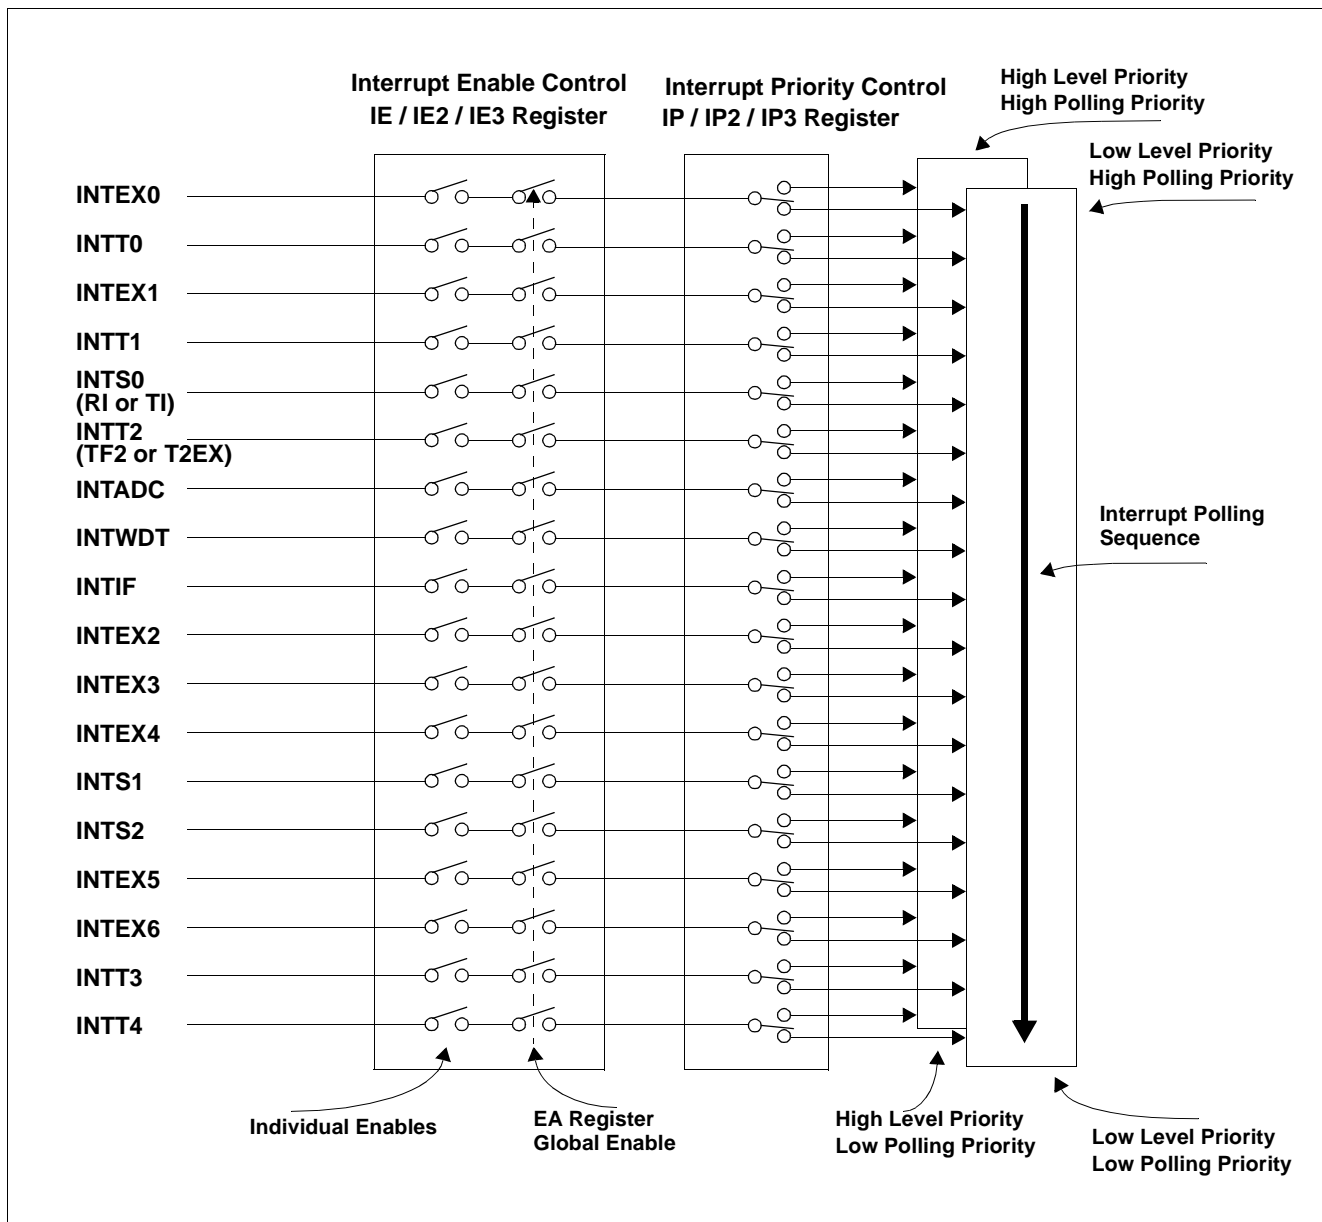 Interrupt Enable Control
IE / IE2 / IE3 Register
Interrupt Priority Control
IP / IP2 / IP3 Register
High Level Priority
High Polling Priority
Low Level Priority
High Polling Priority
INTEX0
INTT0
INTEX1
INTT1
INTS0
(RI or TI)
INTT2
(TF2 or T2EX)
INTADC
INTWDT
INTIF
INTEX2
INTEX3
INTEX4
INTS1
INTS2
INTEX5
INTEX6
INTT3
INTT4
Interrupt Polling
Sequence
Individual Enables
EA Register
Global Enable
High Level Priority
Low Polling Priority
Low Level Priority
Low Polling Priority